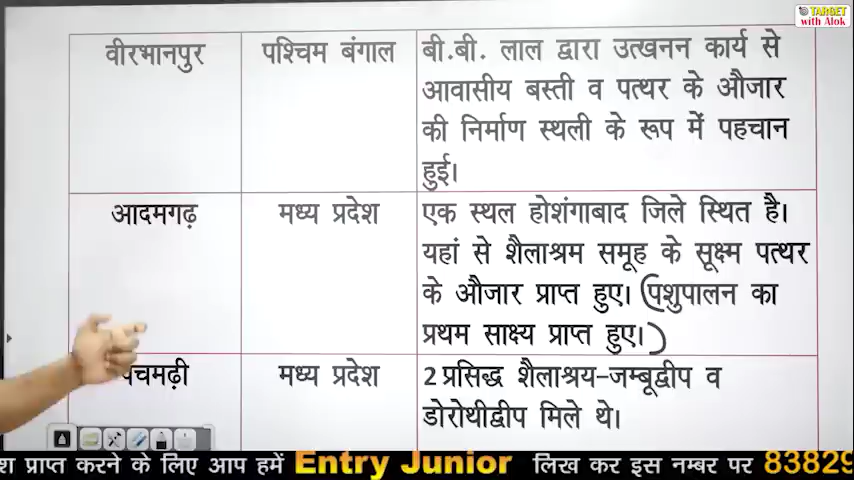 TARGET
with Alok
वीरभानपुर
पश्चिम बंगाल
बी.बी. लाल द्वारा उत्खनन कार्य से
आवासीय बस्ती व पत्थर के औजार
की निर्माण स्थली के रूप में पहचान
हुई।
आदमगढ़
मध्य प्रदेश
एक स्थल होशंगाबाद जिले स्थित है।
यहां से शैलाश्रम समूह के सूक्ष्म पत्थर
के औजार प्राप्त हुए। (पशुपालन का
प्रथम साक्ष्य प्राप्त हुए।)
पचमढ़ी
मध्य प्रदेश
2 प्रसिद्ध शैलाश्रय–जम्बूद्वीप व
डोरोथीद्वीप मिले थे।
श प्राप्त करने के लिए आप हमें Entry Junior लिख कर इस नम्बर पर 83829